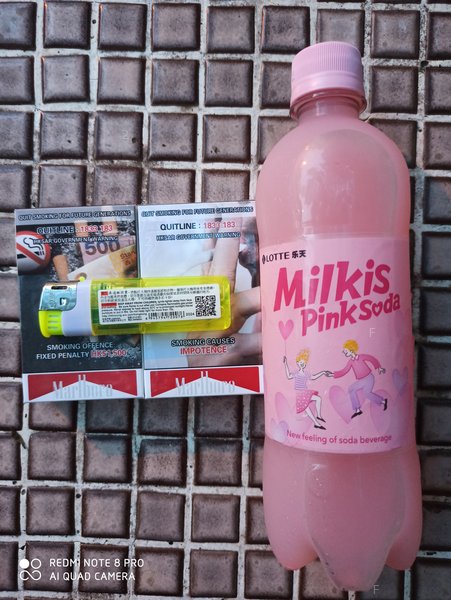 QUIT SMOKING FOR FUTURE GENERATIONS
QUITLINE : 1833 183
HKSAR GOVERNMENT WARNING
SMOKING OFFENCE
FIXED PENALTY HK$1,500
Marlboro
QUIT SMOKING FOR FUTURE GENERATIONS
QUITLINE : 1833 183
HKSAR GOVERNMENT WARNING
SMOKING CAUSES
IMPOTENCE
Marlboro
LOTTE 乐天
Milkis
Pink Soda
New feeling of soda beverage
F
F
REDMI NOTE 8 PRO
AI QUAD CAMERA